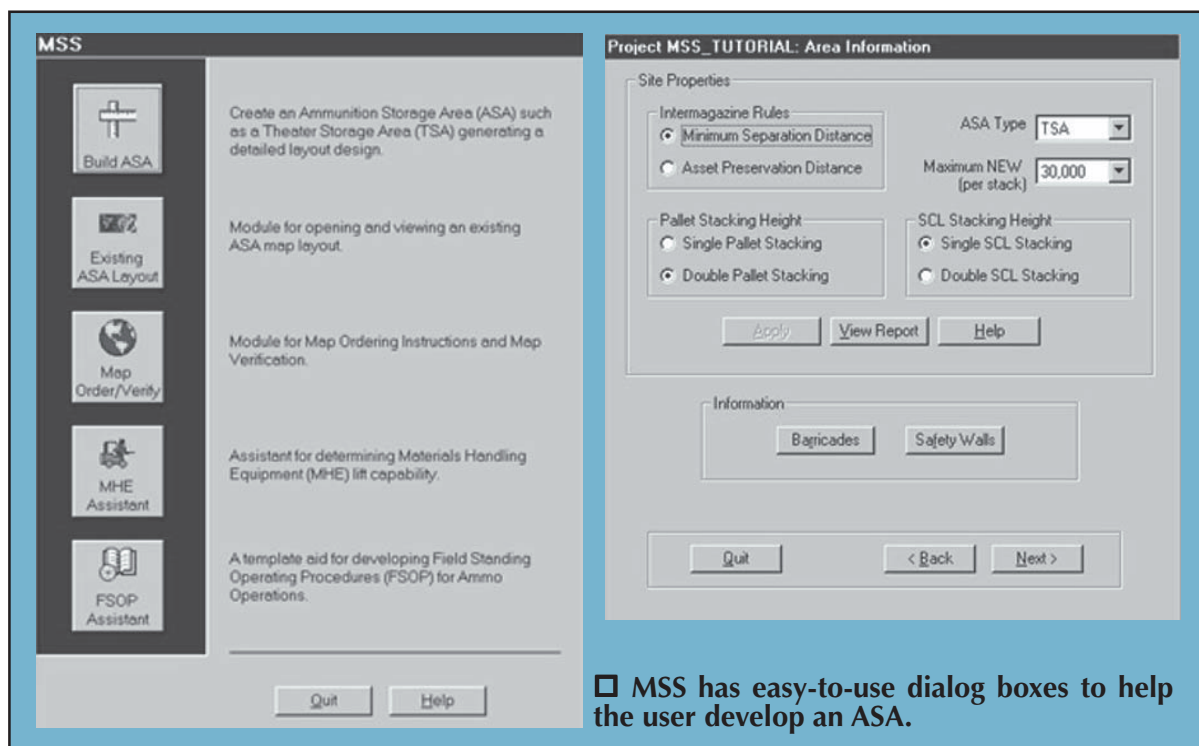 MSS
Build ASA
Create an Ammunition Storage Area (ASA) such
as a Theater Storage Area (TSA) generating a
detailed layout design.
Existing
ASA Layout
Module for opening and viewing an existing
ASA map layout.
Map
Order/Verify
Module for Map Ordering Instructions and Map
Verification.
MHE
Assistant
Assistant for determining Materials Handling
Equipment (MHE) lift capability.
FSOP
Assistant
A template aid for developing Field Standing
Operating Procedures (FSOP) for Ammo
Operations.
Quit Help
Project MSS_TUTORIAL: Area Information
Site Properties
Intermagazine Rules
Minimum Separation Distance
Asset Preservation Distance
ASA Type TSA
Maximum NEW
(per stack) 30,000
Pallet Stacking Height
Single Pallet Stacking
Double Pallet Stacking
SCL Stacking Height
Single SCL Stacking
Double SCL Stacking
Apply View Report Help
Information
Barricades Safety Walls
Quit < Back Next >
MSS has easy-to-use dialog boxes to help
the user develop an ASA.